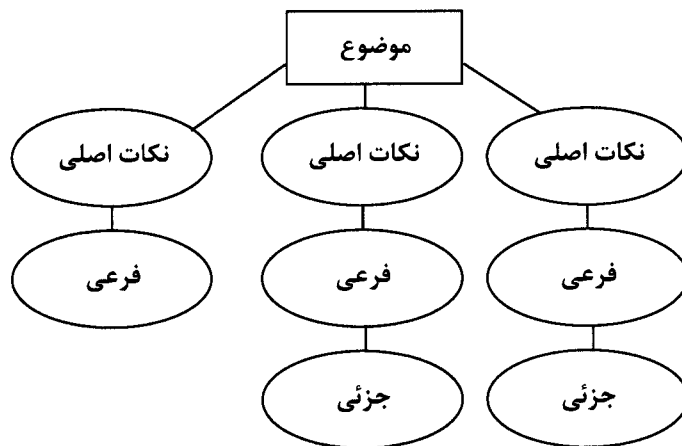 موضوع
نکات اصلی
نکات اصلی
نکات اصلی
فرعی
فرعی
فرعی
جزئی
جزئی